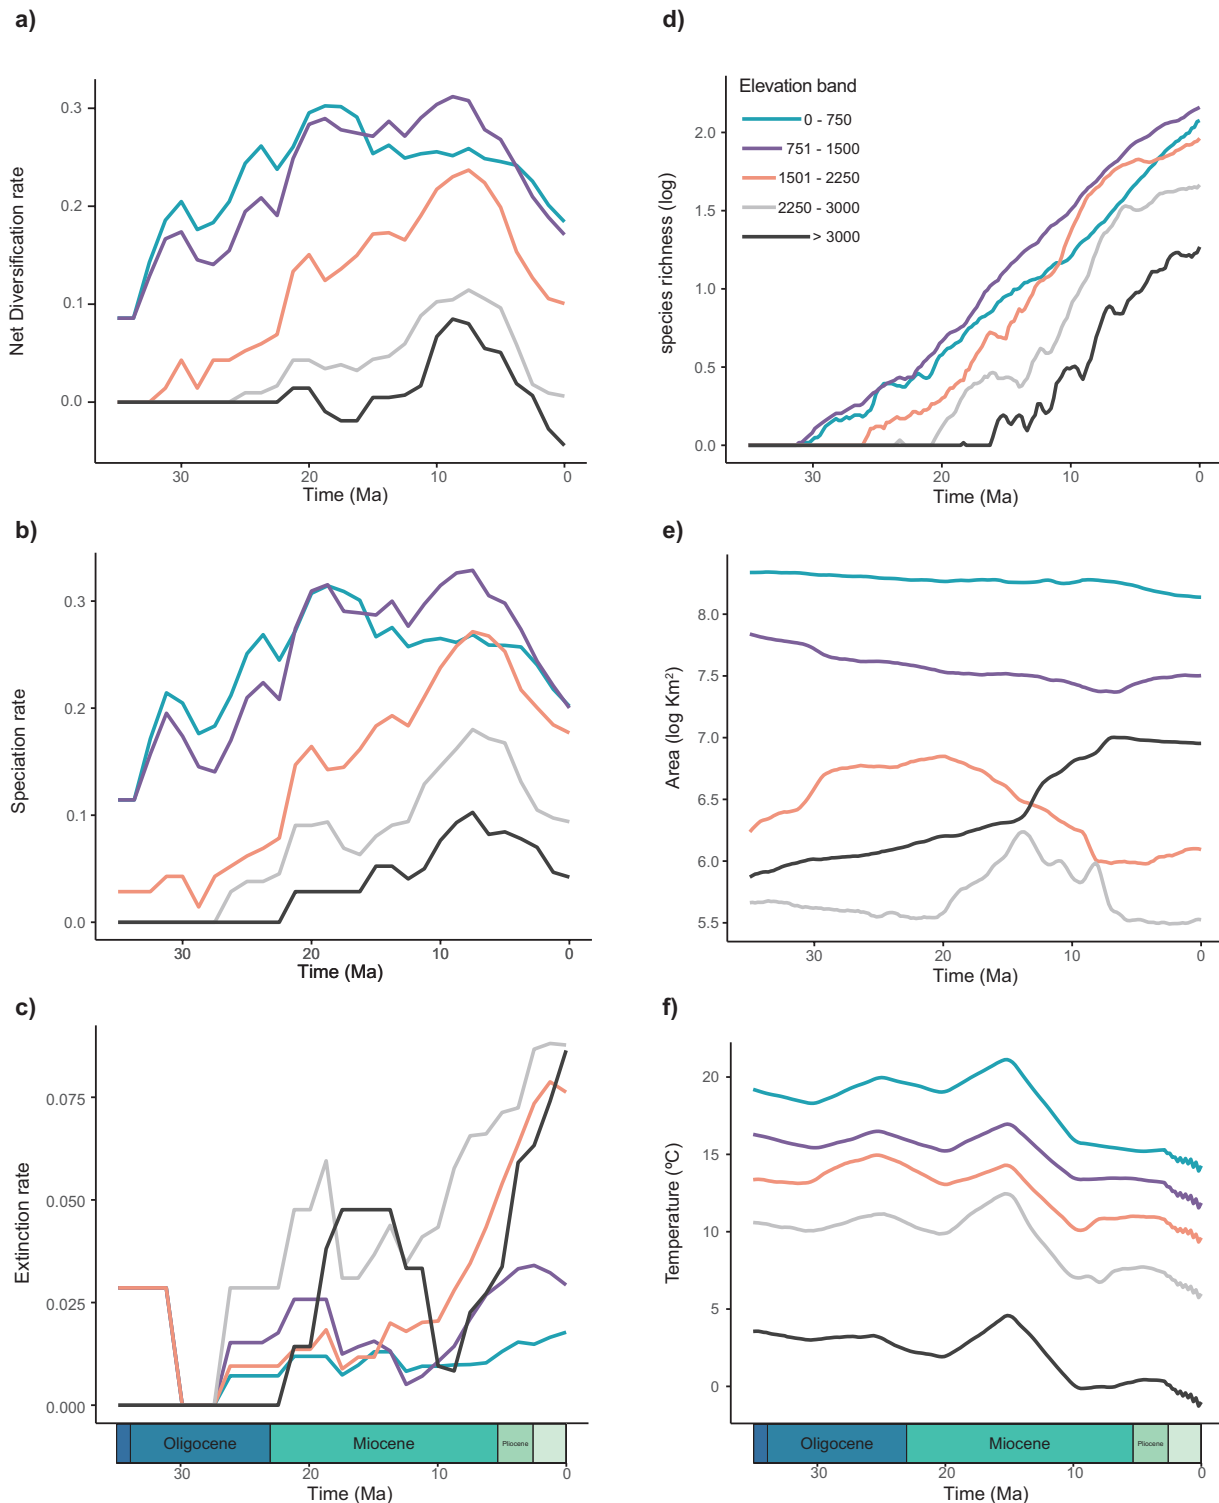 a)
Net Diversification rate
0.3
0.2
0.1
0.0
30
20
10
0
Time (Ma)
d)
species richness (log)
Elevation band
0 - 750
751 - 1500
1501 - 2250
2250 - 3000
> 3000
2.0
1.5
1.0
0.5
0.0
30
20
10
0
Time (Ma)
b)
Speciation rate
0.3
0.2
0.1
0.0
30
20
10
0
Time (Ma)
e)
Area (log Km²)
8.0
7.5
7.0
6.5
6.0
5.5
30
20
10
0
Time (Ma)
c)
Extinction rate
0.075
0.050
0.025
0.000
Oligocene
Miocene
Pliocene
30
20
10
0
Time (Ma)
f)
Temperature (ºC)
20
15
10
5
0
Oligocene
Miocene
Pliocene
30
20
10
0
Time (Ma)